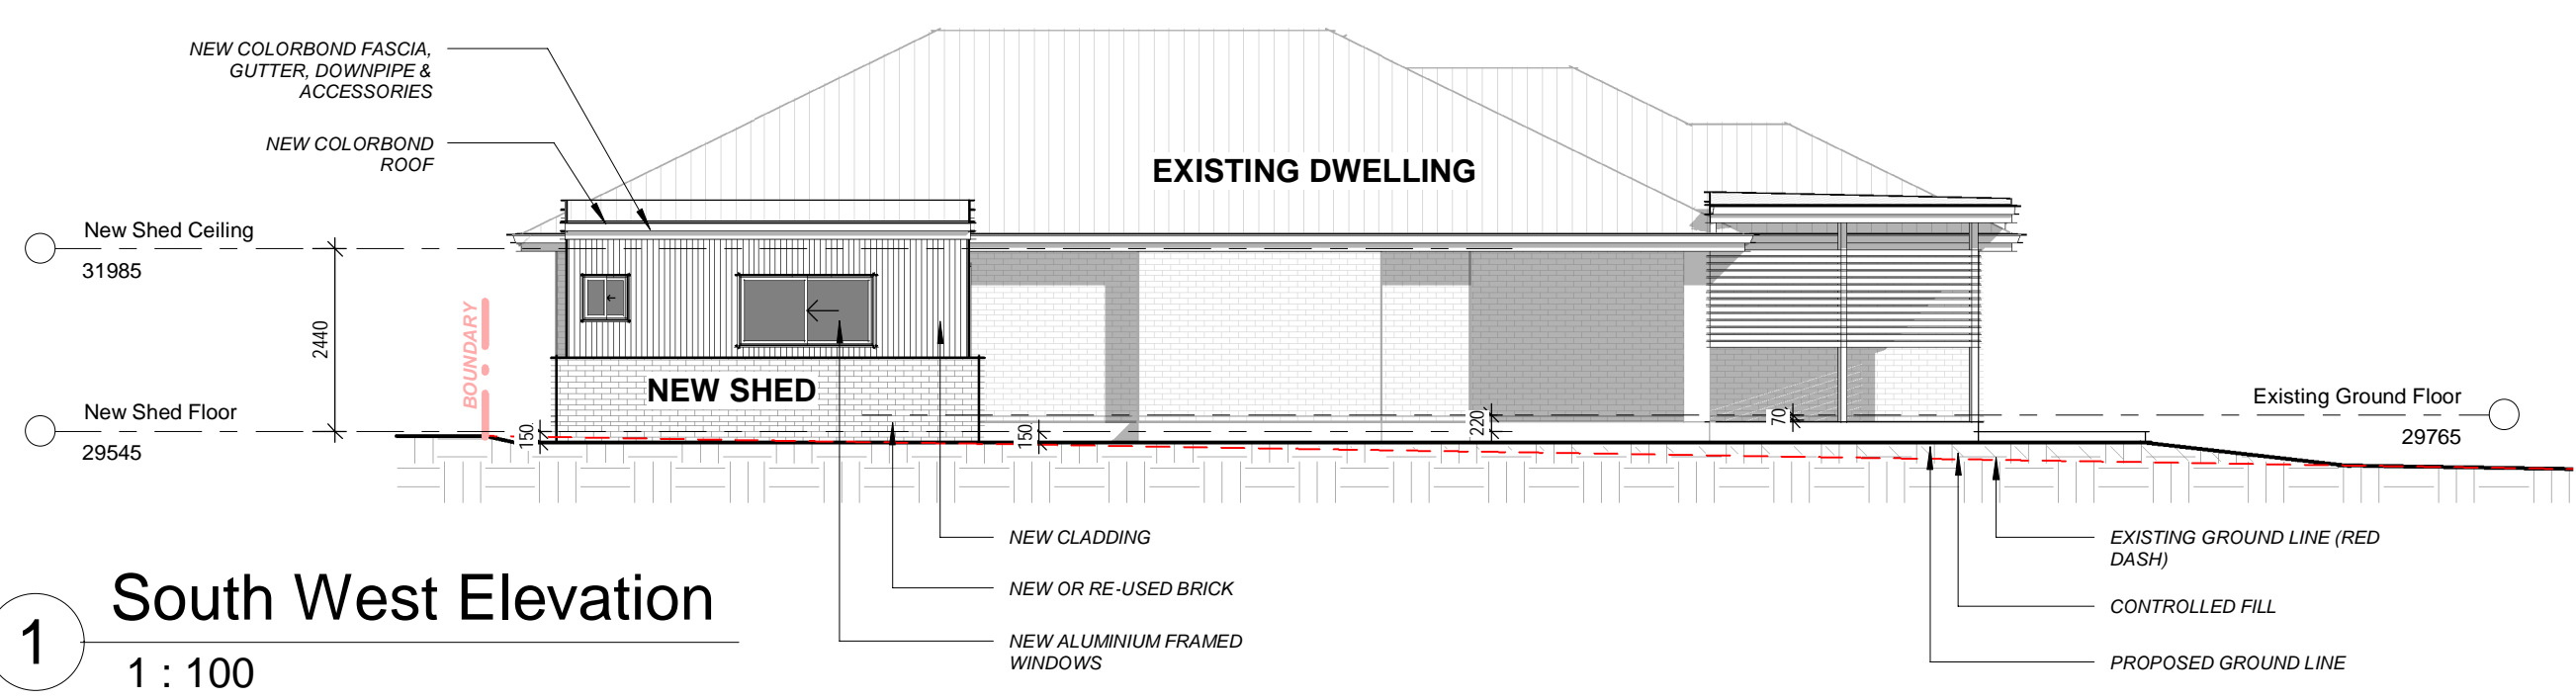 NEW COLORBOND FASCIA,
GUTTER, DOWNPIPE &
ACCESSORIES
NEW COLORBOND
ROOF
EXISTING DWELLING
New Shed Ceiling
31985
2440
BOUNDARY
NEW SHED
New Shed Floor
29545
150
150
220
70
Existing Ground Floor
29765
NEW CLADDING
NEW OR RE-USED BRICK
NEW ALUMINIUM FRAMED
WINDOWS
EXISTING GROUND LINE (RED
DASH)
CONTROLLED FILL
PROPOSED GROUND LINE
1
South West Elevation
1 : 100